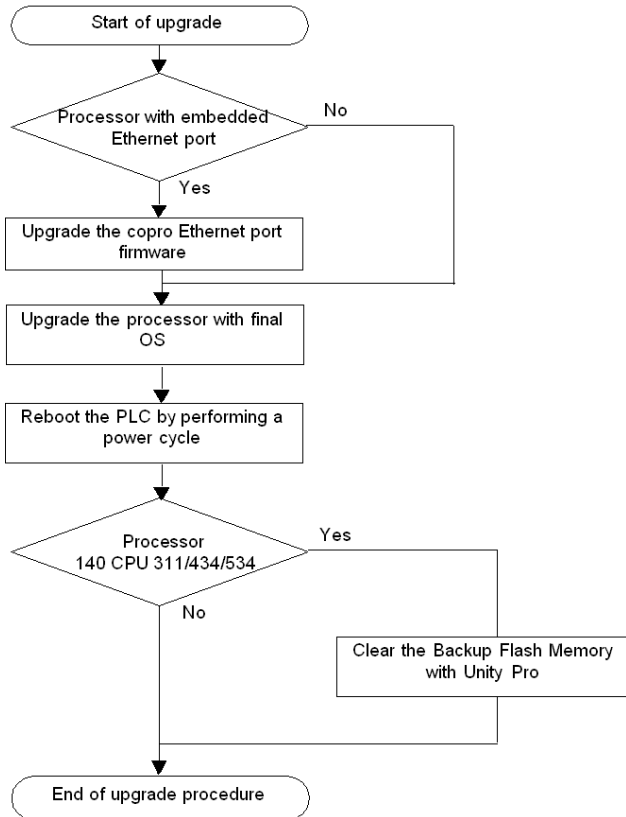 Start of upgrade
Processor with embedded
Ethernet port
No
Yes
Upgrade the copro Ethernet port
firmware
Upgrade the processor with final
OS
Reboot the PLC by performing a
power cycle
Processor
140 CPU 311/434/534
Yes
No
Clear the Backup Flash Memory
with Unity Pro
End of upgrade procedure